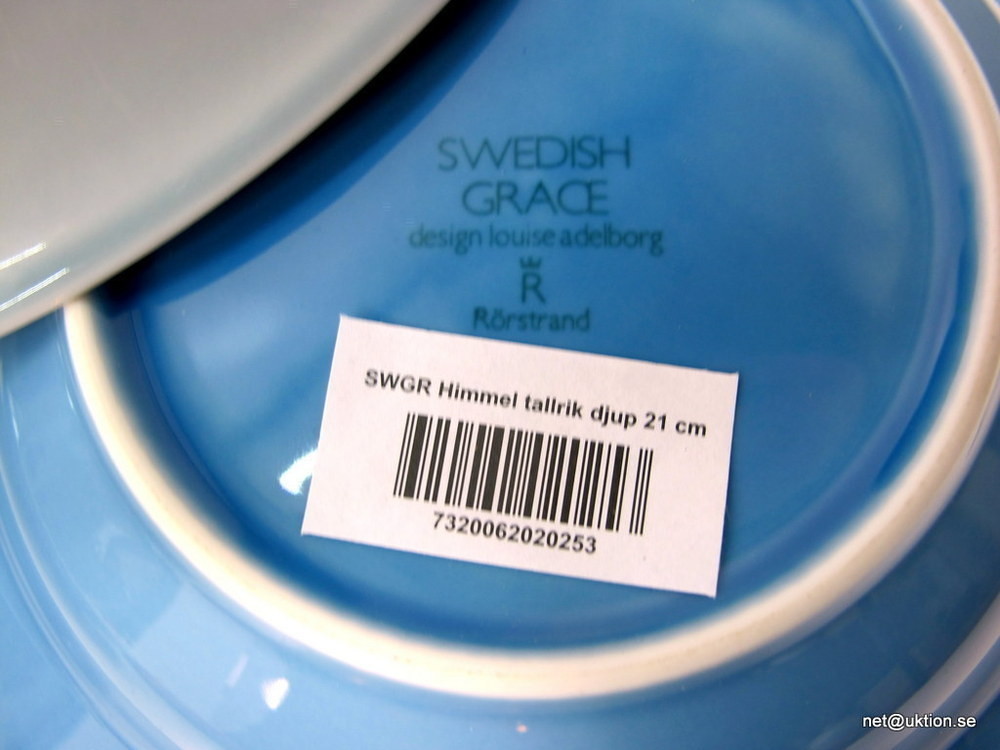 SWEDISH
GRACE
design louise adelborg
R
Rörstrand
SWGR Himmel tallrik djup 21 cm
7320062020253
net@uktion.se